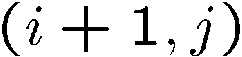 (i + 1, j)